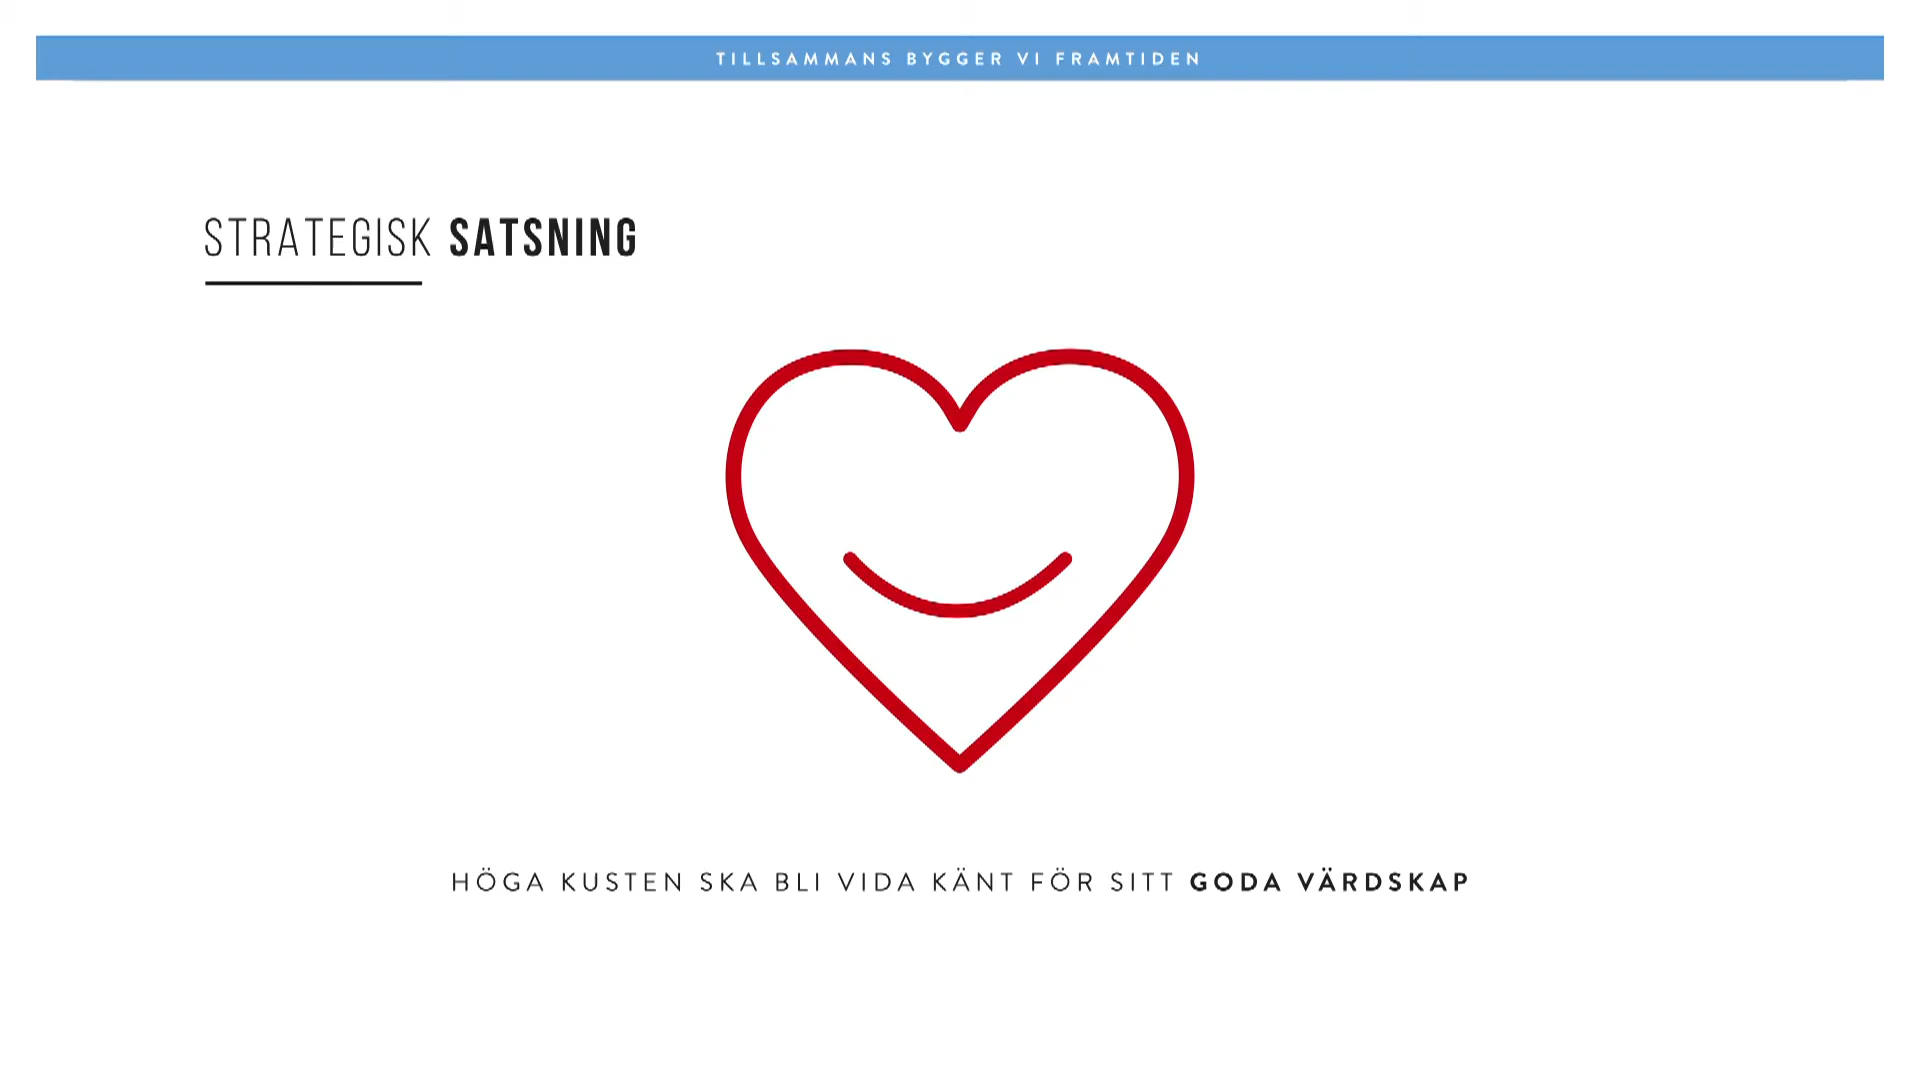 TILLSAMMANS BYGGER VI FRAMTIDEN
STRATEGISK SATSNING
HÖGA KUSTEN SKA BLI VIDA KÄNT FÖR SITT GODA VÄRDSKAP